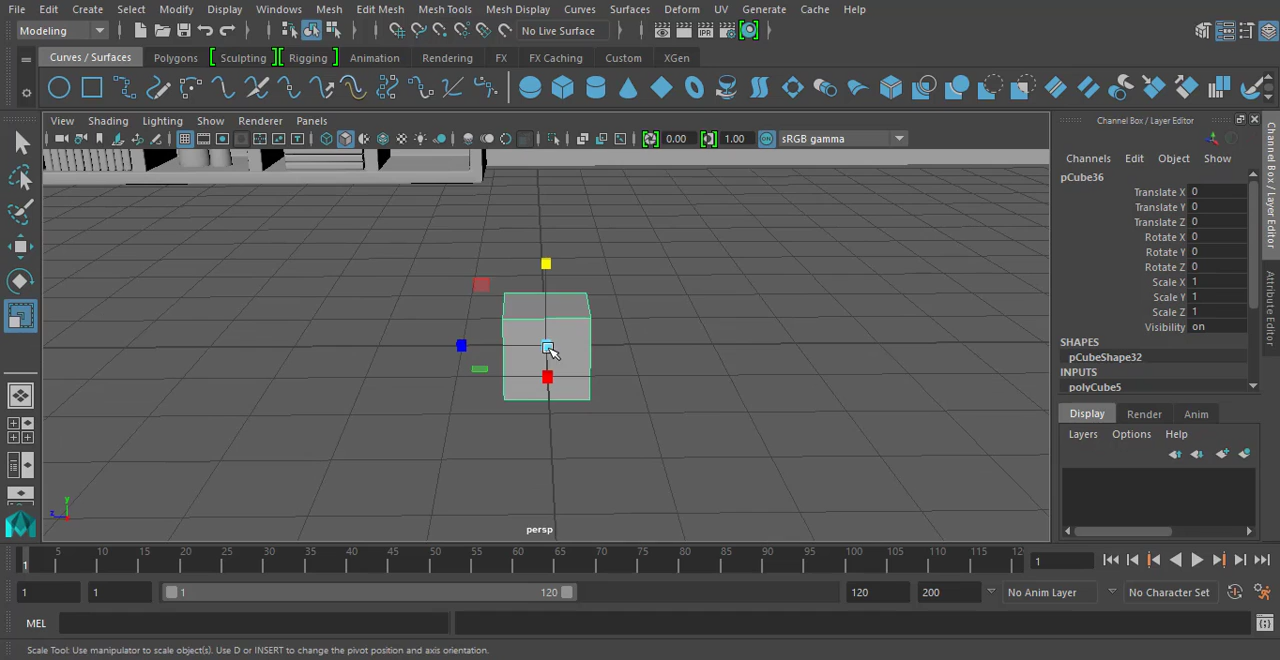 File Edit Create Select Modify Display Windows Mesh Edit Mesh Mesh Tools Mesh Display Curves Surfaces Deform UV Generate Cache Help
Modeling No Live Surface
Curves / Surfaces Polygons Sculpting Rigging Animation Rendering FX FX Caching Custom XGen
View Shading Lighting Show Renderer Panels
0.00 1.00 sRGB gamma
Channel Box / Layer Editor
Channels Edit Object Show
pCube36
Translate X 0
Translate Y 0
Translate Z 0
Rotate X 0
Rotate Y 0
Rotate Z 0
Scale X 1
Scale Y 1
Scale Z 1
Visibility on
SHAPES
pCubeShape32
INPUTS
polyCube5
Display Render Anim
Layers Options Help
Channel Box / Layer Editor
Attribute Editor
y
z
persp
5 10 15 20 25 30 35 40 45 50 55 60 65 70 75 80 85 90 95 100 105 110 115 12
1 1
1 1 1 120 120 200 No Anim Layer No Character Set
MEL
Scale Tool: Use manipulator to scale object(s). Use D or INSERT to change the pivot position and axis orientation.